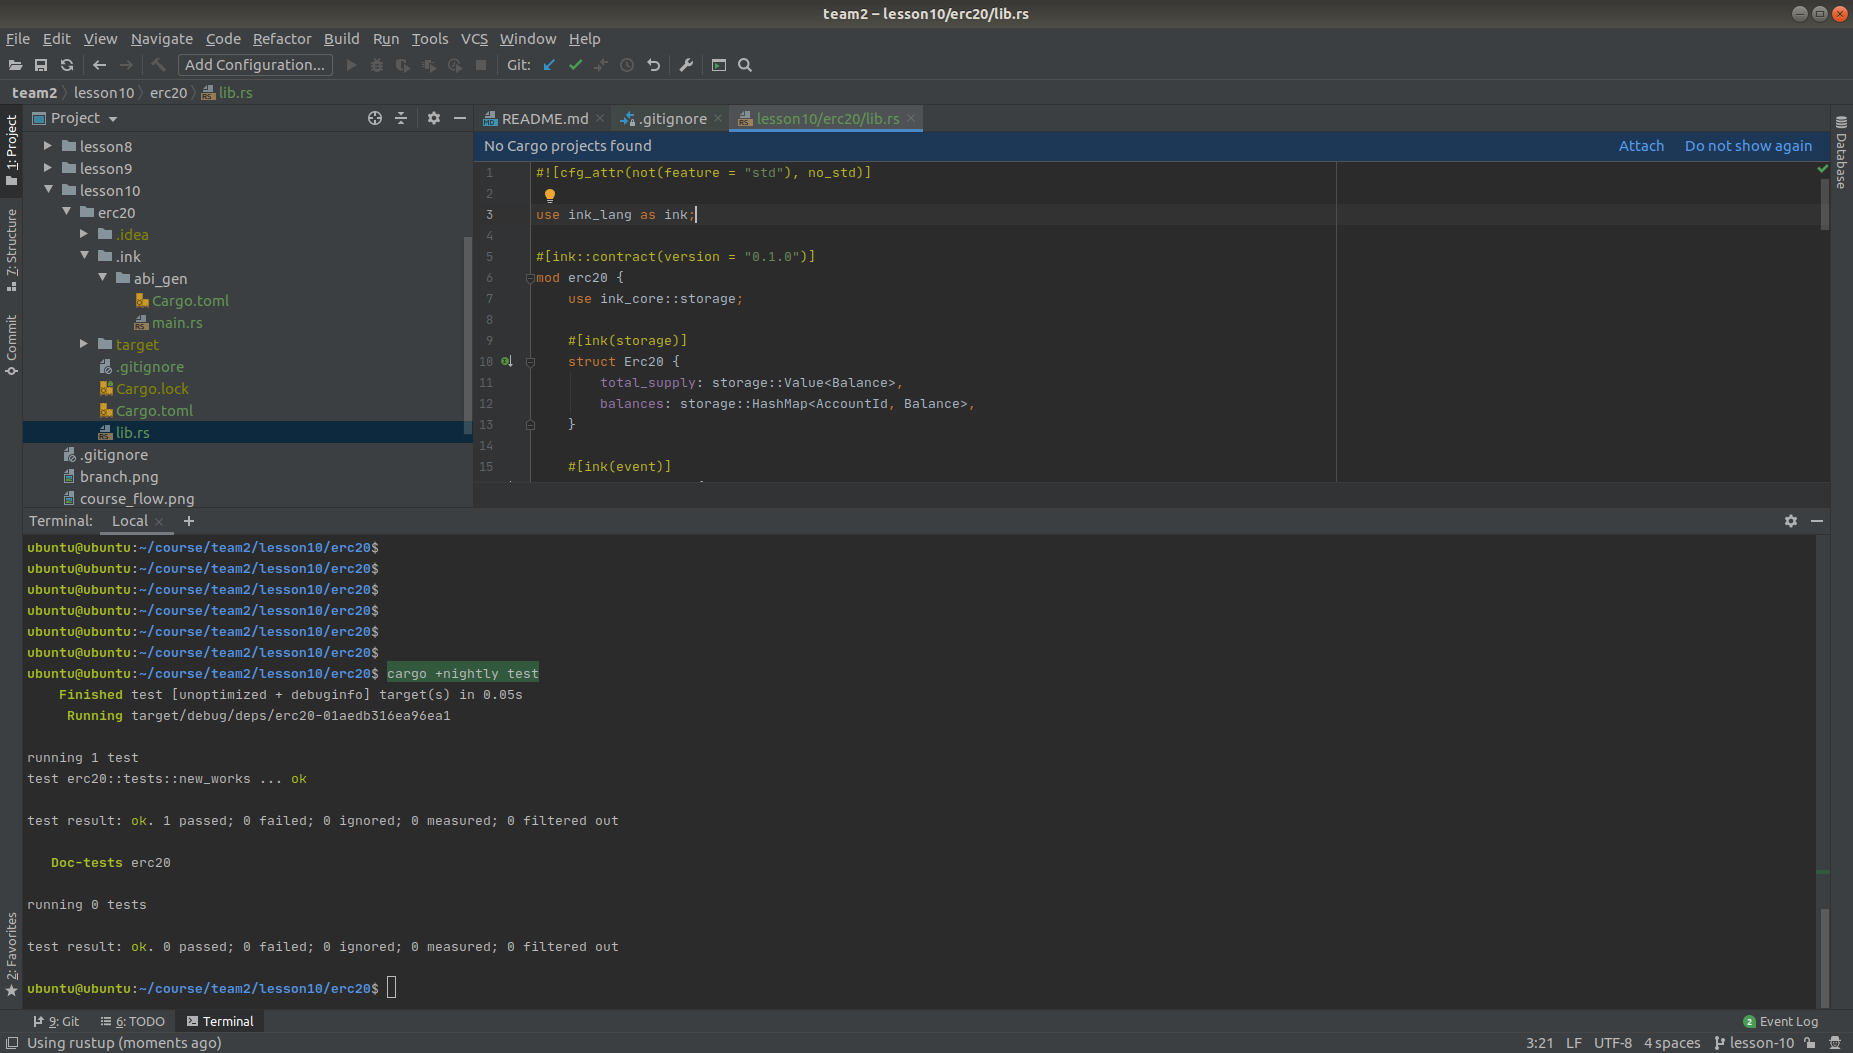 team2 – lesson10/erc20/lib.rs
File Edit View Navigate Code Refactor Build Run Tools VCS Window Help
Add Configuration... Git:
team2 lesson10 erc20 lib.rs
1: Project
7: Structure
Commit
2: Favorites
Project
lesson8
lesson9
lesson10
erc20
.idea
.ink
abi_gen
Cargo.toml
main.rs
target
.gitignore
Cargo.lock
Cargo.toml
lib.rs
.gitignore
branch.png
course_flow.png
README.md .gitignore lesson10/erc20/lib.rs
No Cargo projects found Attach Do not show again
Database
1 #![cfg_attr(not(feature = "std"), no_std)]
2
3 use ink_lang as ink;
4
5 #[ink::contract(version = "0.1.0")]
6 mod erc20 {
7 use ink_core::storage;
8
9 #[ink(storage)]
10 struct Erc20 {
11 total_supply: storage::Value<Balance>,
12 balances: storage::HashMap<AccountId, Balance>,
13 }
14
15 #[ink(event)]
Terminal: Local +
ubuntu@ubuntu:~/course/team2/lesson10/erc20$
ubuntu@ubuntu:~/course/team2/lesson10/erc20$
ubuntu@ubuntu:~/course/team2/lesson10/erc20$
ubuntu@ubuntu:~/course/team2/lesson10/erc20$
ubuntu@ubuntu:~/course/team2/lesson10/erc20$
ubuntu@ubuntu:~/course/team2/lesson10/erc20$
ubuntu@ubuntu:~/course/team2/lesson10/erc20$ cargo +nightly test
Finished test [unoptimized + debuginfo] target(s) in 0.05s
Running target/debug/deps/erc20-01aedb316ea96ea1
running 1 test
test erc20::tests::new_works ... ok
test result: ok. 1 passed; 0 failed; 0 ignored; 0 measured; 0 filtered out
Doc-tests erc20
running 0 tests
test result: ok. 0 passed; 0 failed; 0 ignored; 0 measured; 0 filtered out
ubuntu@ubuntu:~/course/team2/lesson10/erc20$
9: Git 6: TODO Terminal 2 Event Log
Using rustup (moments ago) 3:21 LF UTF-8 4 spaces lesson-10